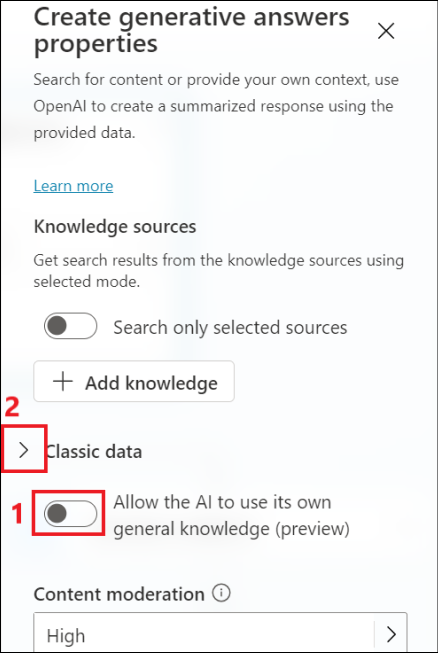 Create generative answers
properties
Search for content or provide your own context, use
OpenAI to create a summarized response using the
provided data.
Learn more
Knowledge sources
Get search results from the knowledge sources using
selected mode.
Search only selected sources
Add knowledge
2
Classic data
1
Allow the AI to use its own
general knowledge (preview)
Content moderation
High